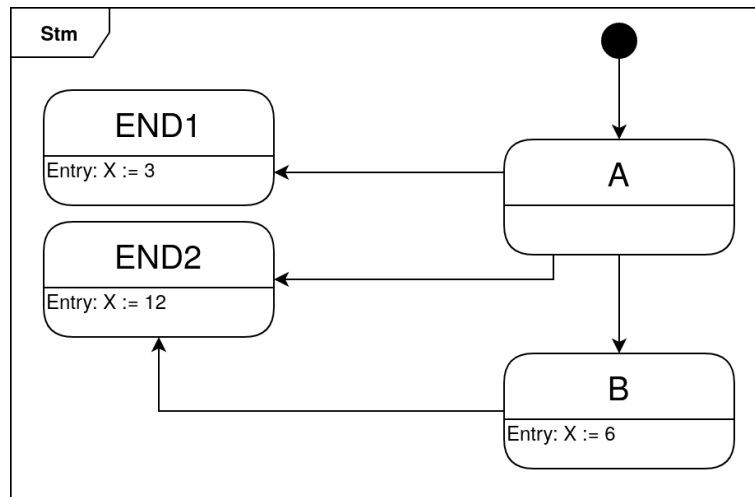 Stm
END1
Entry: X := 3
A
END2
Entry: X := 12
B
Entry: X := 6